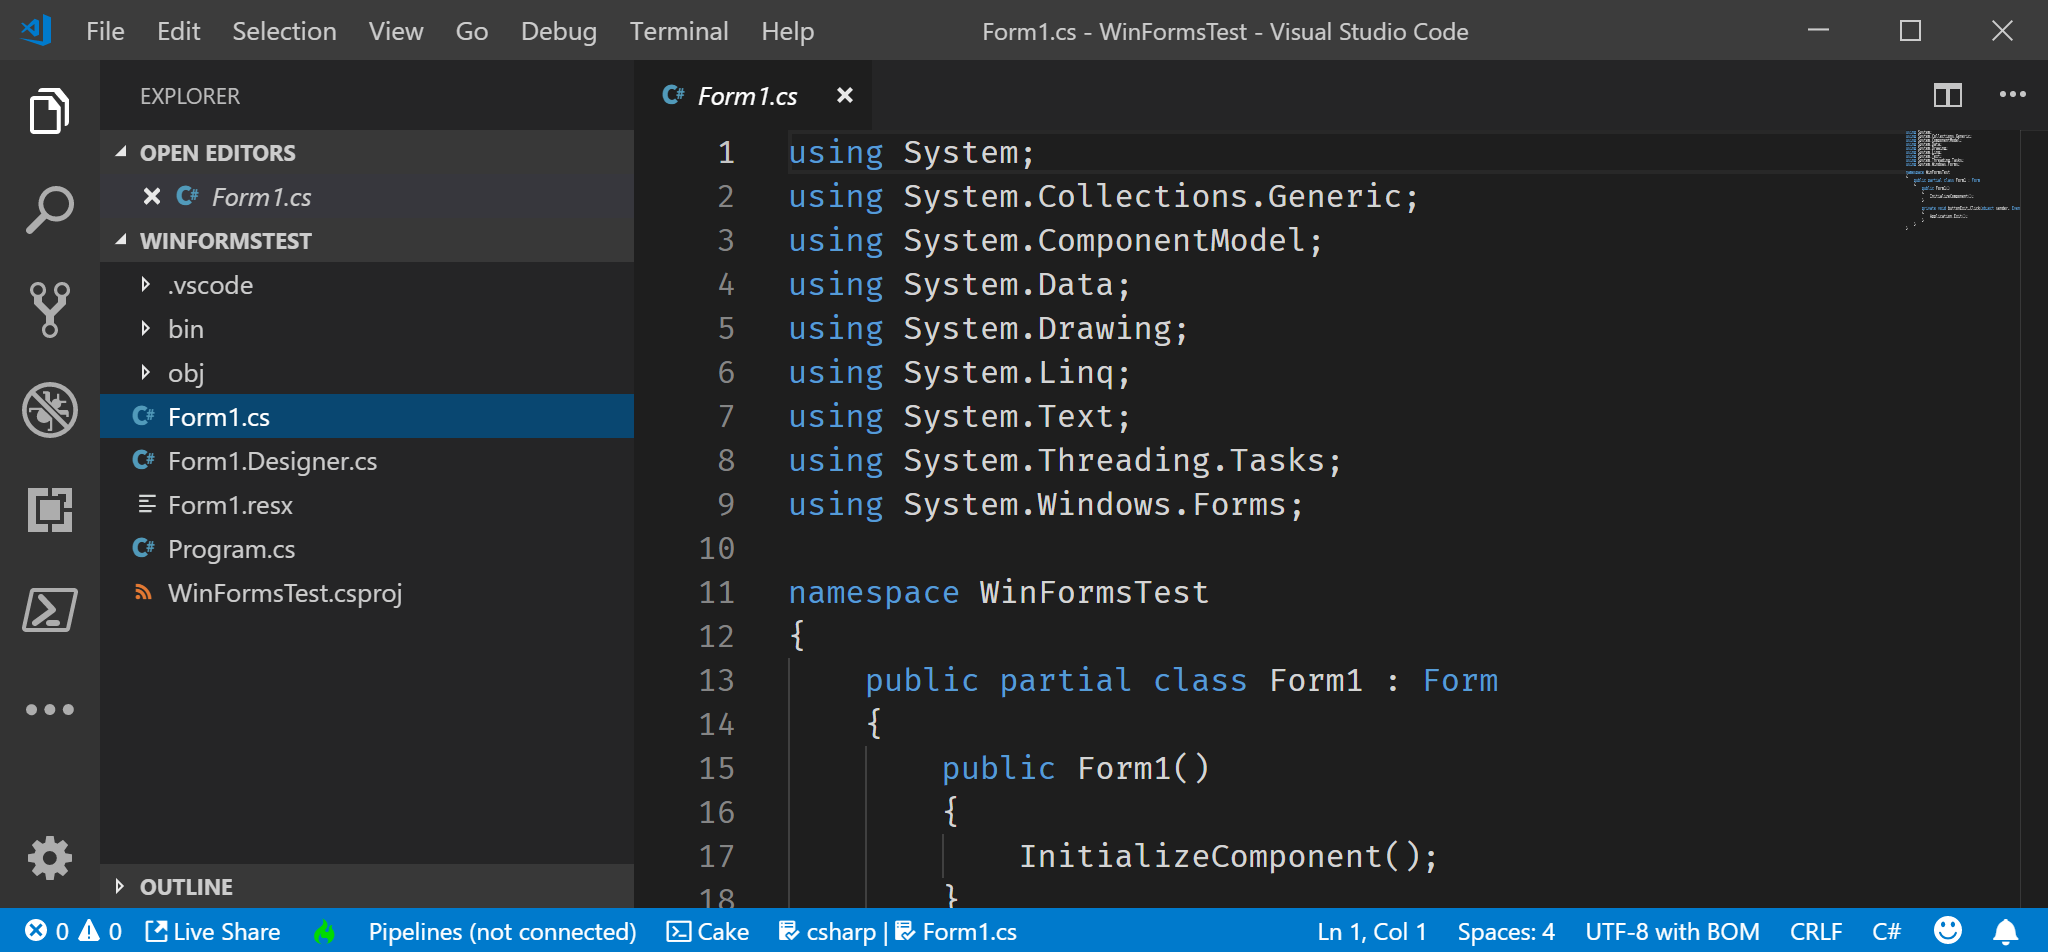 File Edit Selection View Go Debug Terminal Help Form1.cs - WinFormsTest - Visual Studio Code
EXPLORER
OPEN EDITORS
Form1.cs
WINFORMSTEST
.vscode
bin
obj
Form1.cs
Form1.Designer.cs
Form1.resx
Program.cs
WinFormsTest.csproj
OUTLINE
Form1.cs
1 using System;
2 using System.Collections.Generic;
3 using System.ComponentModel;
4 using System.Data;
5 using System.Drawing;
6 using System.Linq;
7 using System.Text;
8 using System.Threading.Tasks;
9 using System.Windows.Forms;
10
11 namespace WinFormsTest
12 {
13 public partial class Form1 : Form
14 {
15 public Form1()
16 {
17 InitializeComponent();
18 }
0 0 Live Share Pipelines (not connected) Cake csharp | Form1.cs Ln 1, Col 1 Spaces: 4 UTF-8 with BOM CRLF C#